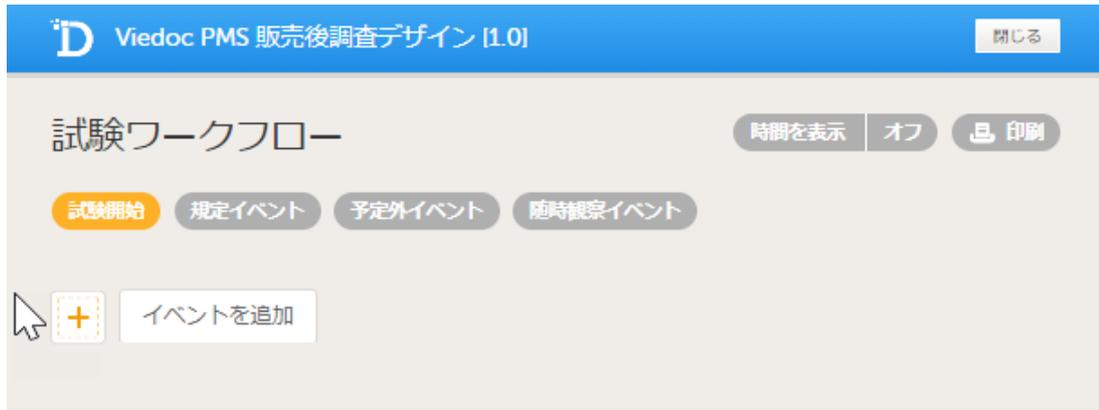 Viedoc PMS 販売後調査デザイン [1.0] 閉じる
試験ワークフロー 時間を表示 オフ 印刷
試験開始 規定イベント 予定外イベント 随時観察イベント
+ イベントを追加